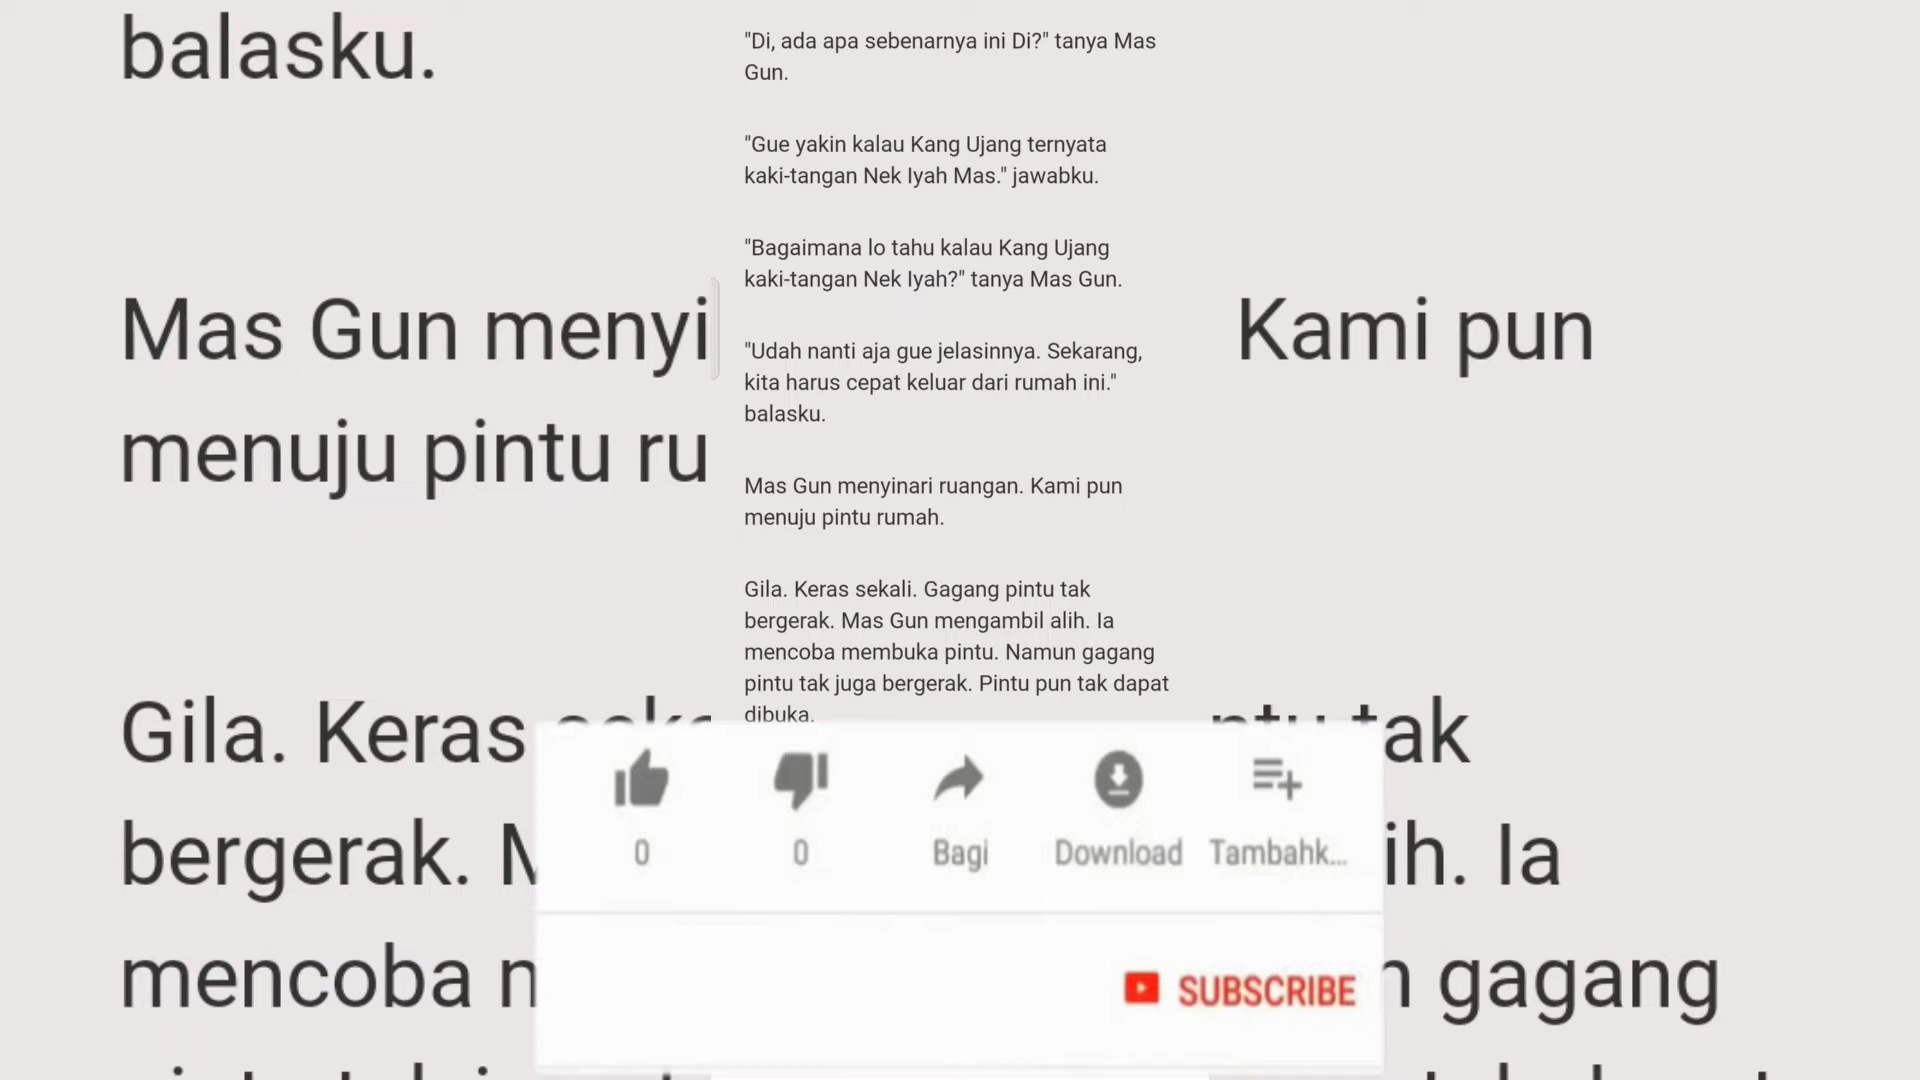 balasku.
"Di, ada apa sebenarnya ini Di?" tanya Mas
Gun.
"Gue yakin kalau Kang Ujang ternyata
kaki-tangan Nek Iyah Mas." jawabku.
"Bagaimana lo tahu kalau Kang Ujang
kaki-tangan Nek Iyah?" tanya Mas Gun.
"Udah nanti aja gue jelasinnya. Sekarang,
kita harus cepat keluar dari rumah ini."
balasku.
Mas Gun menyinari ruangan. Kami pun
menuju pintu rumah.
Gila. Keras sekali. Gagang pintu tak
bergerak. Mas Gun mengambil alih. Ia
mencoba membuka pintu. Namun gagang
pintu tak juga bergerak. Pintu pun tak dapat
dibuka.
Mas Gun menyi Kami pun
menuju pintu ru
Gila. Keras tak
bergerak. M ih. Ia
mencoba m gagang
0 0 Bagi Download Tambahk...
SUBSCRIBE